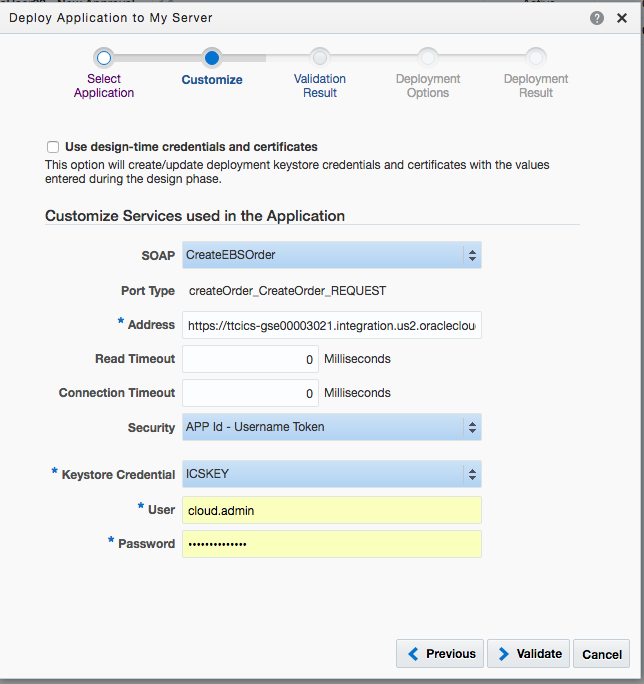 Deploy Application to My Server
?
Select
Application
Customize
Validation
Result
Deployment
Options
Deployment
Result
Use design-time credentials and certificates
This option will create/update deployment keystore credentials and certificates with the values
entered during the design phase.
Customize Services used in the Application
SOAP CreateEBSOrder
Port Type createOrder_CreateOrder_REQUEST
* Address https://ttcics-gse00003021.integration.us2.oracleclou
Read Timeout 0 Milliseconds
Connection Timeout 0 Milliseconds
Security APP Id - Username Token
* Keystore Credential ICSKEY
* User cloud.admin
* Password ••••••••••••••
Previous Validate Cancel